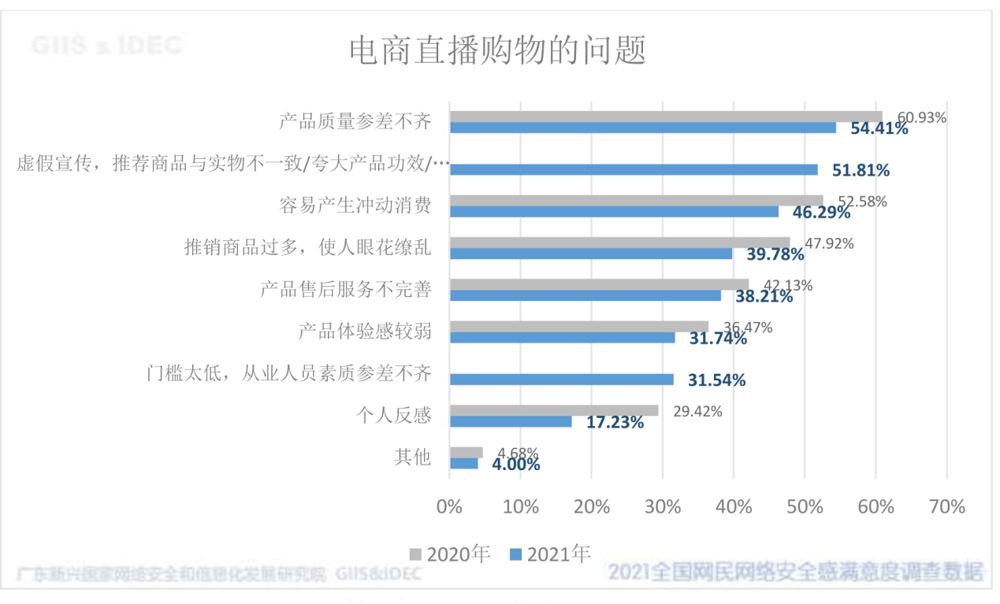 GIIS & IDEC
电商直播购物的问题
产品质量参差不齐
60.93%
54.41%
虚假宣传，推荐商品与实物不一致/夸大产品功效/…
51.81%
容易产生冲动消费
52.58%
46.29%
推销商品过多，使人眼花缭乱
47.92%
39.78%
产品售后服务不完善
42.13%
38.21%
产品体验感较弱
36.47%
31.74%
门槛太低，从业人员素质参差不齐
31.54%
个人反感
29.42%
17.23%
其他
4.68%
4.00%
0% 10% 20% 30% 40% 50% 60% 70%
2020年 2021年
广东新兴国家网络安全和信息化发展研究院 GIIS&IDEC
2021全国网民网络安全感满意度调查数据